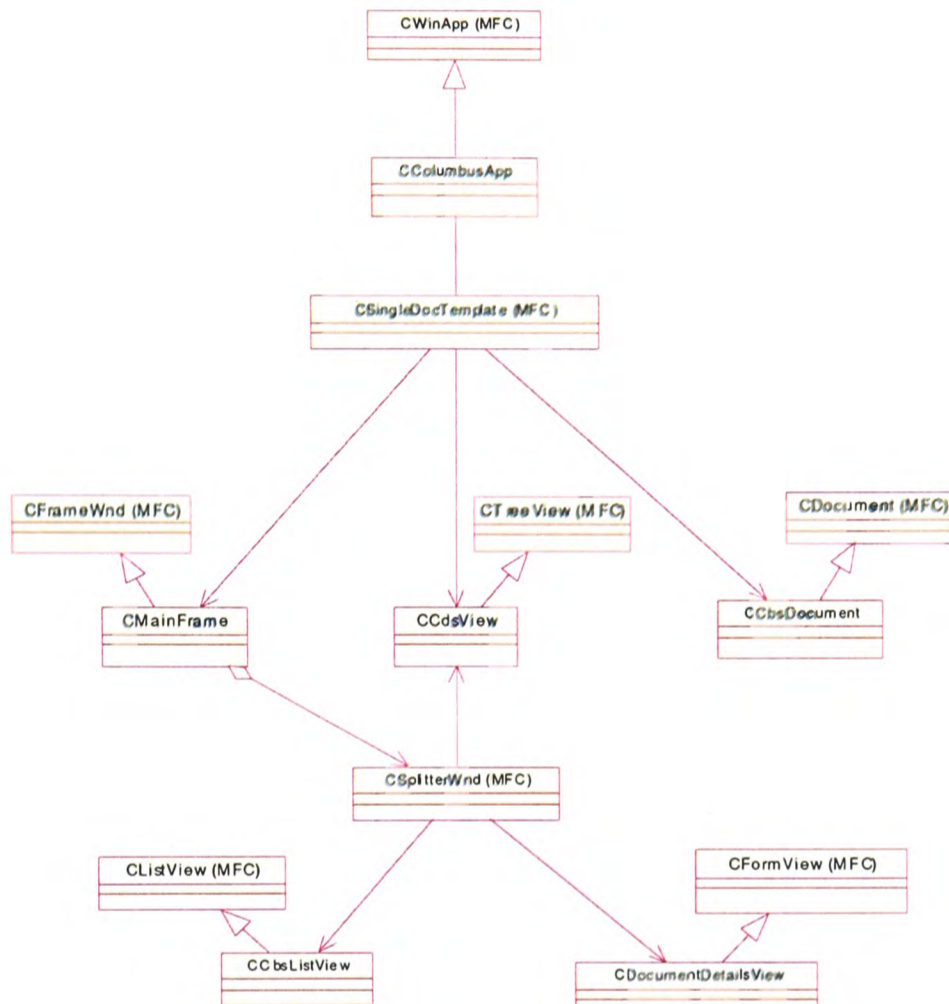 CWinApp (MFC)
CColumbusApp
CSingleDocTemplate (MFC)
CFrameWnd (MFC)
CTreeView (MFC)
CDocument (MFC)
CMainFrame
CCdsView
CCbsDocument
CSplitterWnd (MFC)
CListView (MFC)
CFormView (MFC)
CCbsListView
CDocumentDetailsView